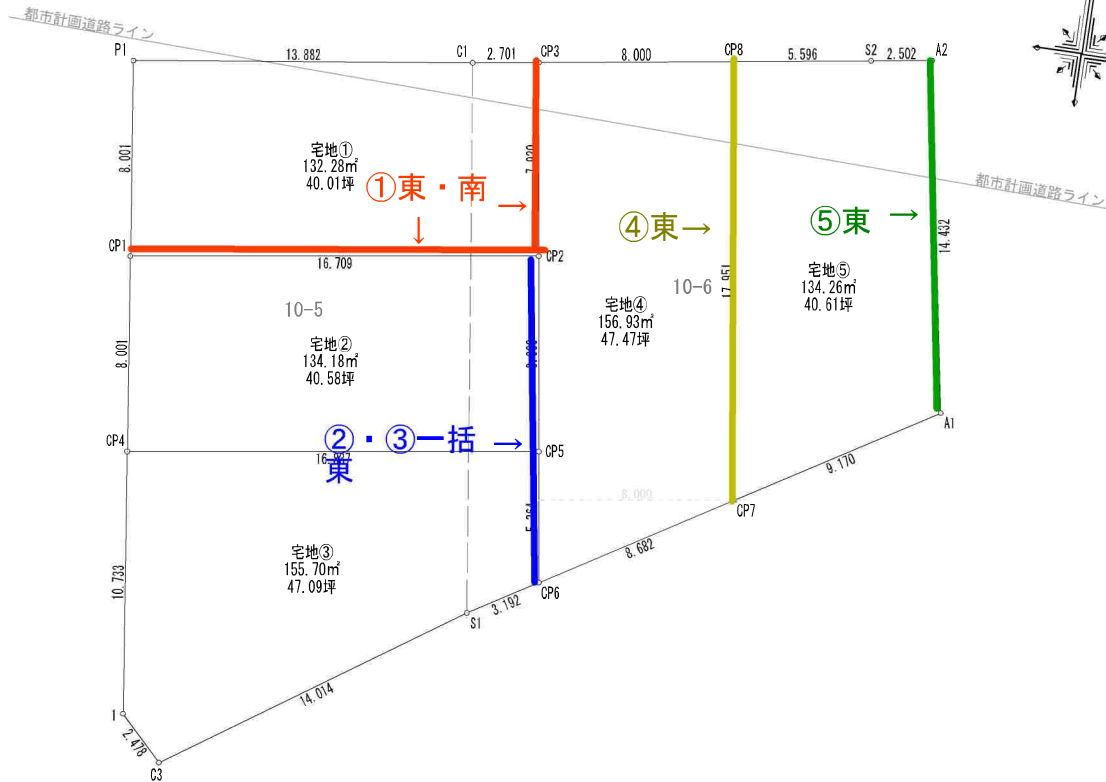 都市計画道路ライン
P1
13.882
C1
2.701
CP3
8.000
CP8
5.596
S2
2.502
A2
8.001
宅地①
132.28㎡
40.01坪
①東・南
→
↓
都市計画道路ライン
④東→
⑤東
→
14.432
CP1
16.709
CP2
10-5
10-6
17.951
宅地⑤
134.26㎡
40.61坪
宅地④
156.93㎡
47.47坪
8.001
宅地②
134.18㎡
40.58坪
②・③一括
東
→
CP4
CP5
A1
9.170
8.000
CP7
8.682
10.733
宅地③
155.70㎡
47.09坪
CP6
3.192
S1
14.014
1
2.478
C3